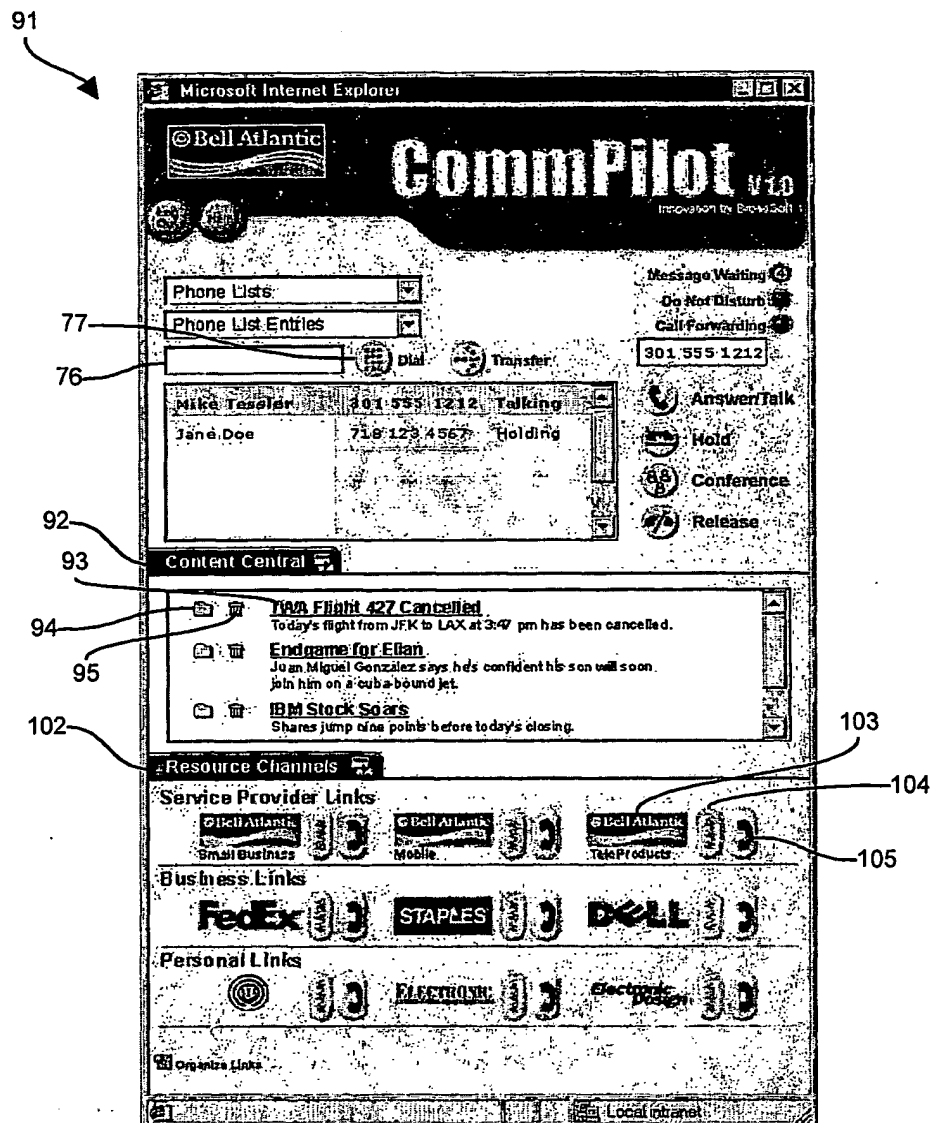 91
Microsoft Internet Explorer
Bell Atlantic
CommPilot V1.0
Innovation by BroadSoft
Message Waiting
Phone Lists
Do Not Disturb
77
Phone List Entries
Call Forwarding
76
Dial
Transfer
301 555 1212
Mike Tessler 301 555 1212 Talking
Answer/Talk
Jane Doe 718 123 4567 Holding
Hold
Conference
Release
92
Content Central
93
94
TWA Flight 427 Cancelled
Today's flight from JFK to LAX at 3:47 pm has been cancelled.
95
Endgame for Elian
Juan Miguel Gonzalez says he's confident his son will soon
join him on a cuba-bound jet.
IBM Stock Soars
Shares jump nine points before today's closing.
102
103
Resource Channels
104
Service Provider Links
Bell Atlantic Bell Atlantic Bell Atlantic
Small Business Mobile TeleProducts
105
Business Links
FedEx STAPLES DELL
Personal Links
ELECTRONIC Electronic Design
Organize Links
Local intranet